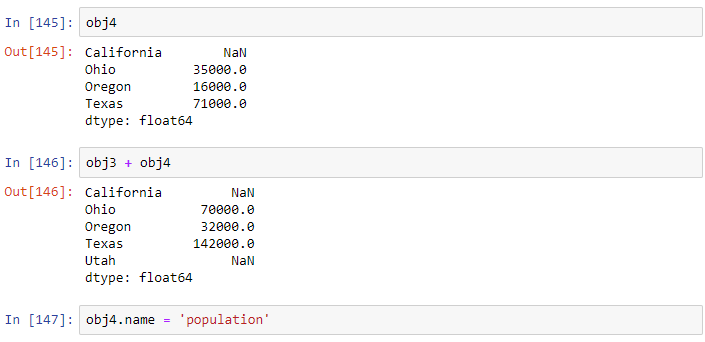 In [145]: obj4
Out[145]: California NaN
Ohio 35000.0
Oregon 16000.0
Texas 71000.0
dtype: float64
In [146]: obj3 + obj4
Out[146]: California NaN
Ohio 70000.0
Oregon 32000.0
Texas 142000.0
Utah NaN
dtype: float64
In [147]: obj4.name = 'population'